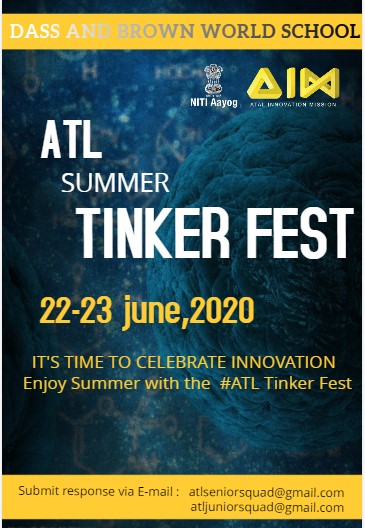 DASS AND BROWN WORLD SCHOOL
NITI Aayog
AIM
ATAL INNOVATION MISSION
ATL
SUMMER
TINKER FEST
22-23 june,2020
IT'S TIME TO CELEBRATE INNOVATION
Enjoy Summer with the #ATL Tinker Fest
Submit response via E-mail : atlseniorsquad@gmail.com
atljuniorsquad@gmail.com